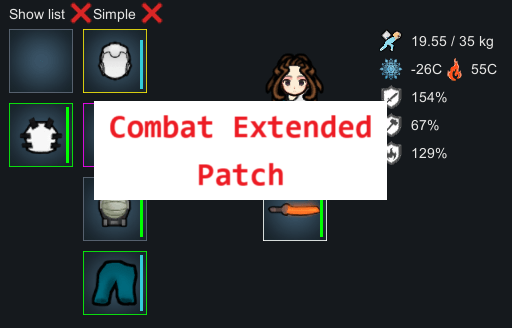 Show list Simple
19.55 / 35 kg
-26C 55C
154%
67%
129%
Combat Extended
Patch